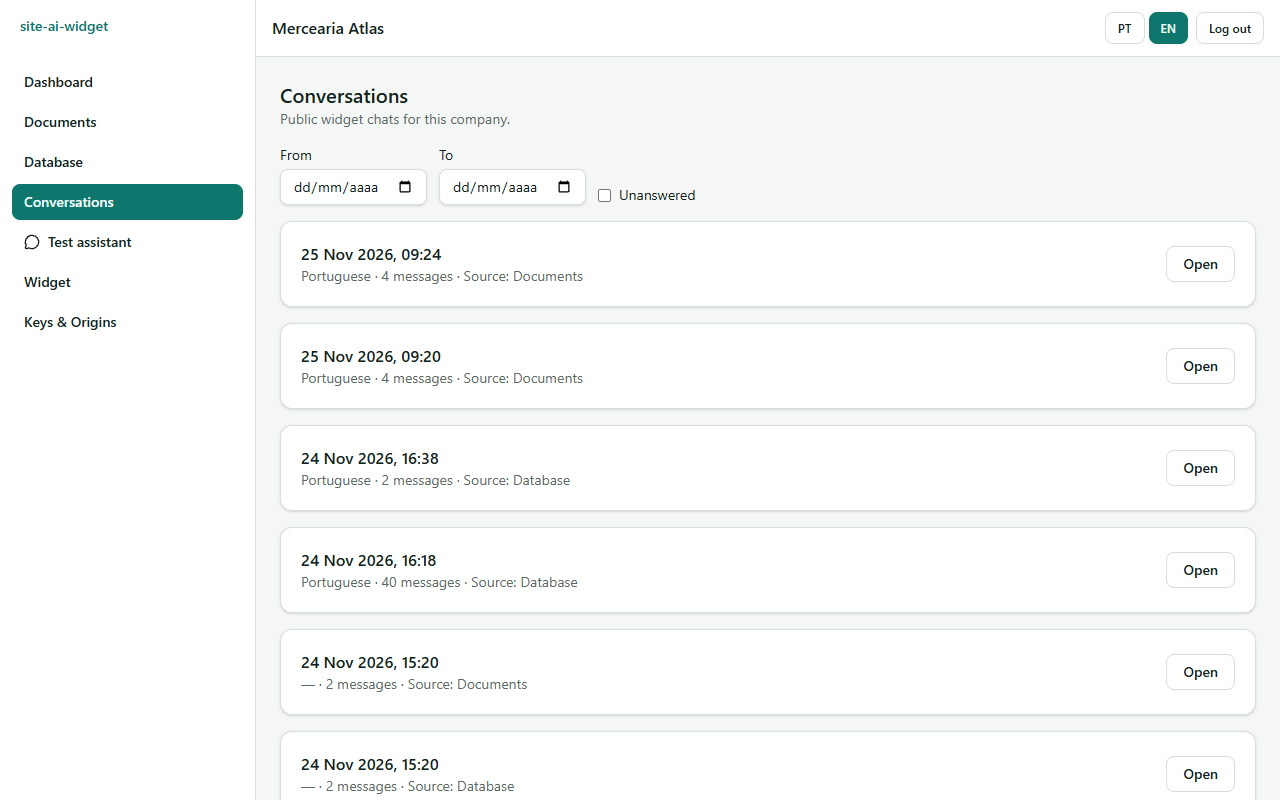 site-ai-widget
Dashboard
Documents
Database
Conversations
Test assistant
Widget
Keys & Origins
Mercearia Atlas
PT
EN
Log out
Conversations
Public widget chats for this company.
From
To
dd/mm/aaaa
dd/mm/aaaa
Unanswered
25 Nov 2026, 09:24
Portuguese · 4 messages · Source: Documents
Open
25 Nov 2026, 09:20
Portuguese · 4 messages · Source: Documents
Open
24 Nov 2026, 16:38
Portuguese · 2 messages · Source: Database
Open
24 Nov 2026, 16:18
Portuguese · 40 messages · Source: Database
Open
24 Nov 2026, 15:20
— · 2 messages · Source: Documents
Open
24 Nov 2026, 15:20
— · 2 messages · Source: Database
Open